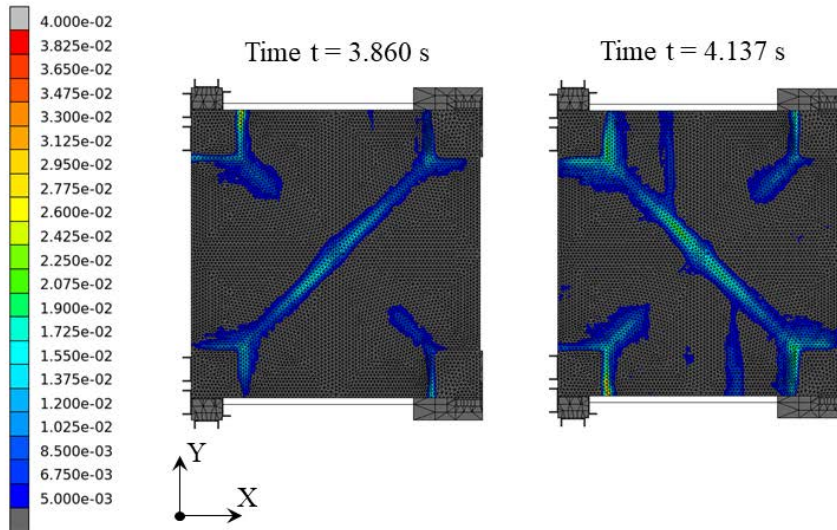 4.000e-02
3.825e-02
3.650e-02
3.475e-02
3.300e-02
3.125e-02
2.950e-02
2.775e-02
2.600e-02
2.425e-02
2.250e-02
2.075e-02
1.900e-02
1.725e-02
1.550e-02
1.375e-02
1.200e-02
1.025e-02
8.500e-03
6.750e-03
5.000e-03
Time t = 3.860 s
Time t = 4.137 s
Y
X